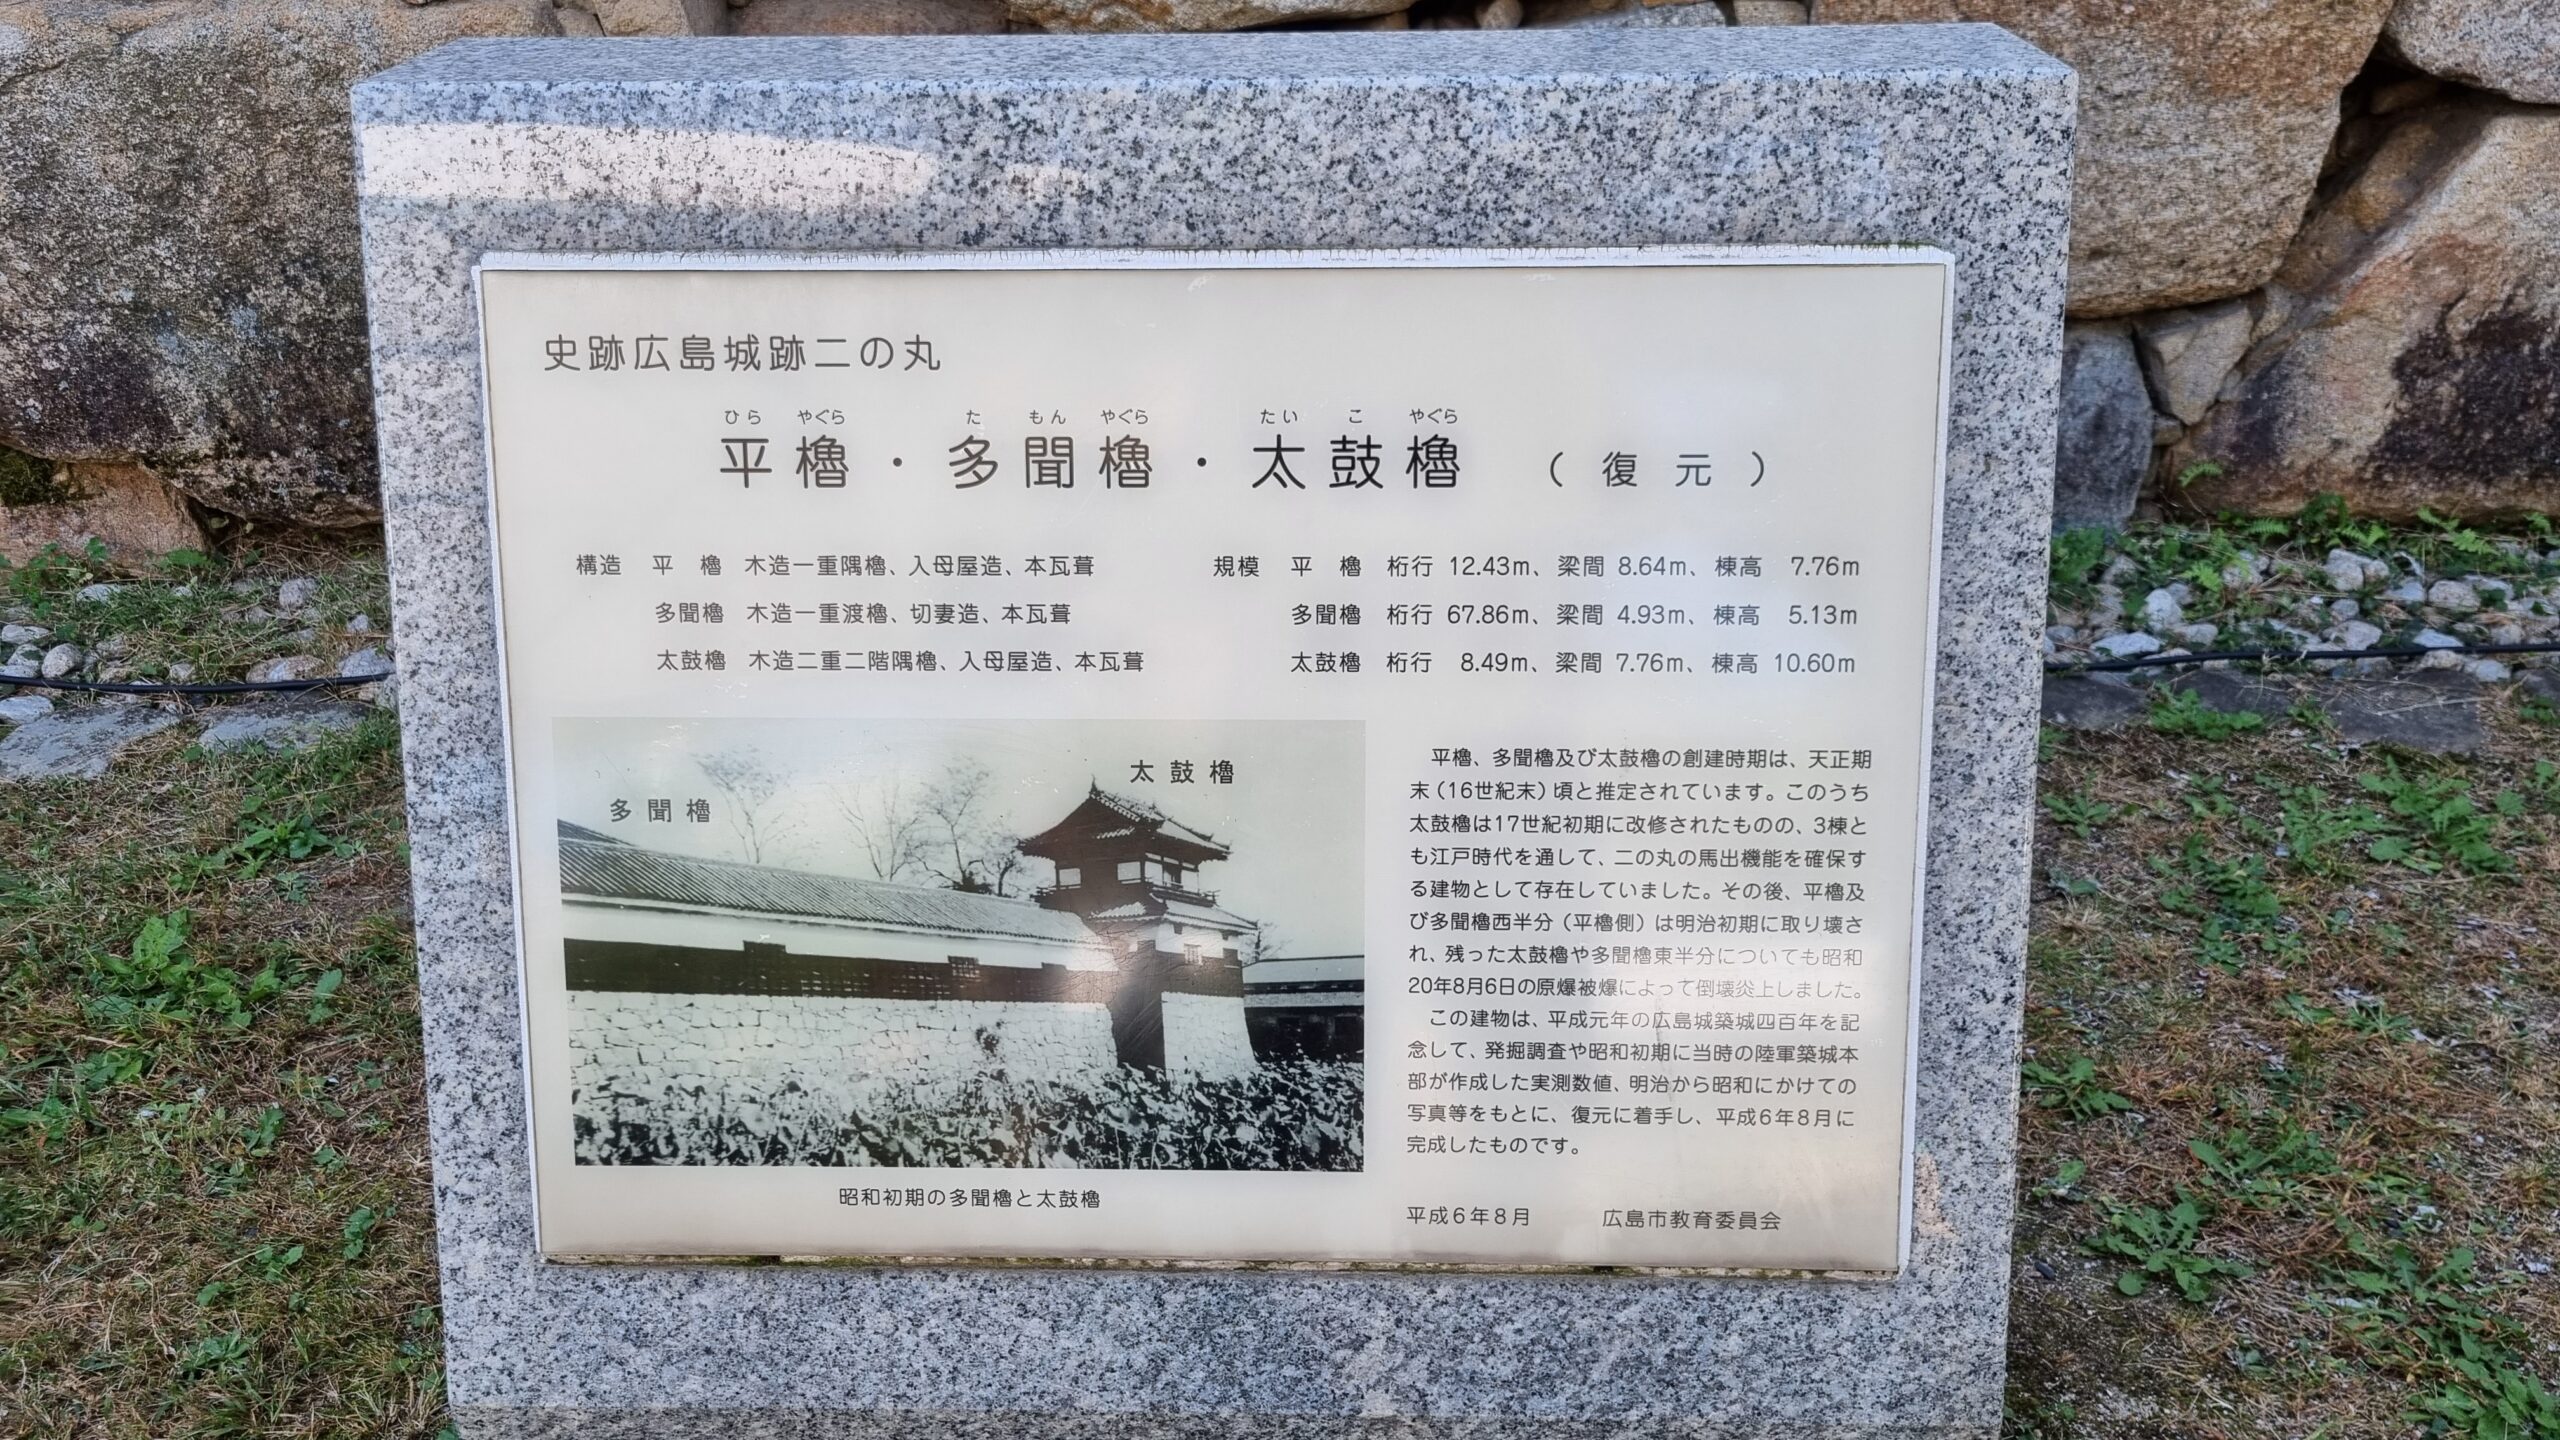 史跡広島城跡二の丸
ひら やぐら た もん やぐら たい こ やぐら
平櫓・多聞櫓・太鼓櫓 （復元）
構造 平櫓 木造一重隅櫓、入母屋造、本瓦葺
多聞櫓 木造一重渡櫓、切妻造、本瓦葺
太鼓櫓 木造二重二階隅櫓、入母屋造、本瓦葺
規模 平櫓 桁行 12.43m、梁間 8.64m、棟高 7.76m
多聞櫓 桁行 67.86m、梁間 4.93m、棟高 5.13m
太鼓櫓 桁行 8.49m、梁間 7.76m、棟高 10.60m
多聞櫓
太鼓櫓
昭和初期の多聞櫓と太鼓櫓
平櫓、多聞櫓及び太鼓櫓の創建時期は、天正期
末（16世紀末）頃と推定されています。このうち
太鼓櫓は17世紀初期に改修されたものの、3棟と
も江戸時代を通して、二の丸の馬出機能を確保す
る建物として存在していました。その後、平櫓及
び多聞櫓西半分（平櫓側）は明治初期に取り壊さ
れ、残った太鼓櫓や多聞櫓東半分についても昭和
20年8月6日の原爆被爆によって倒壊炎上しました。
この建物は、平成元年の広島城築城四百年を記
念して、発掘調査や昭和初期に当時の陸軍築城本
部が作成した実測数値、明治から昭和にかけての
写真等をもとに、復元に着手し、平成6年8月に
完成したものです。
平成6年8月 広島市教育委員会